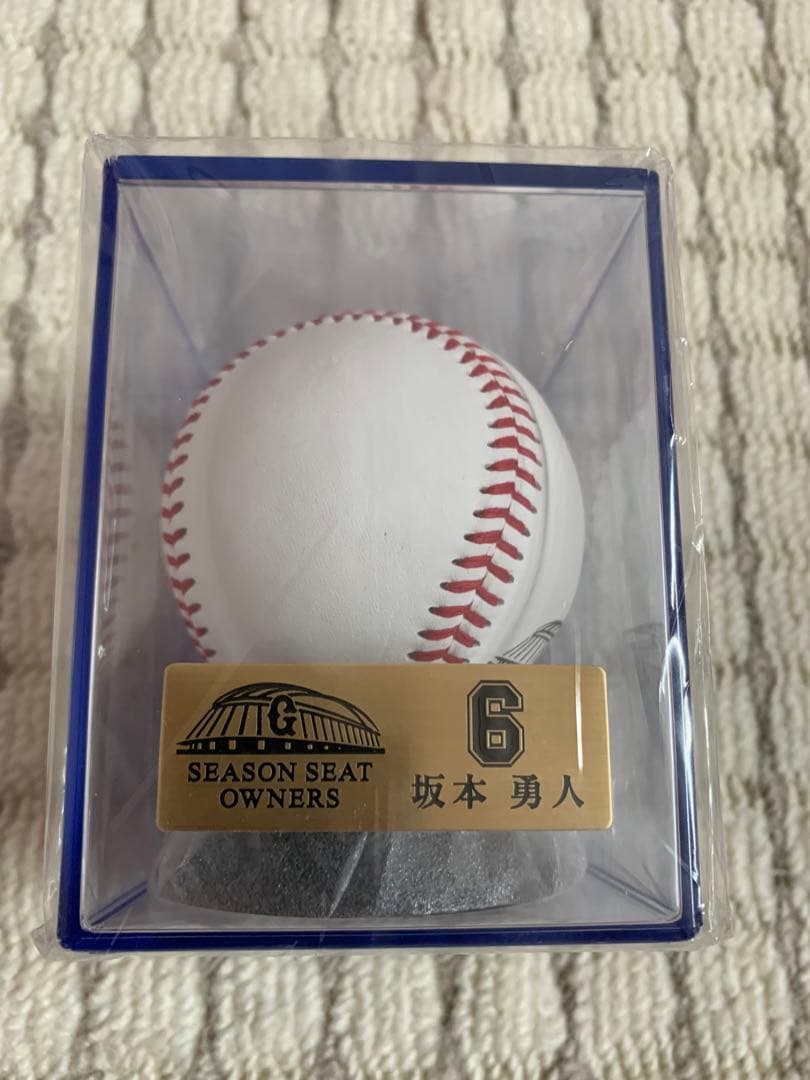 G
SEASON SEAT
OWNERS
6
坂本 勇人